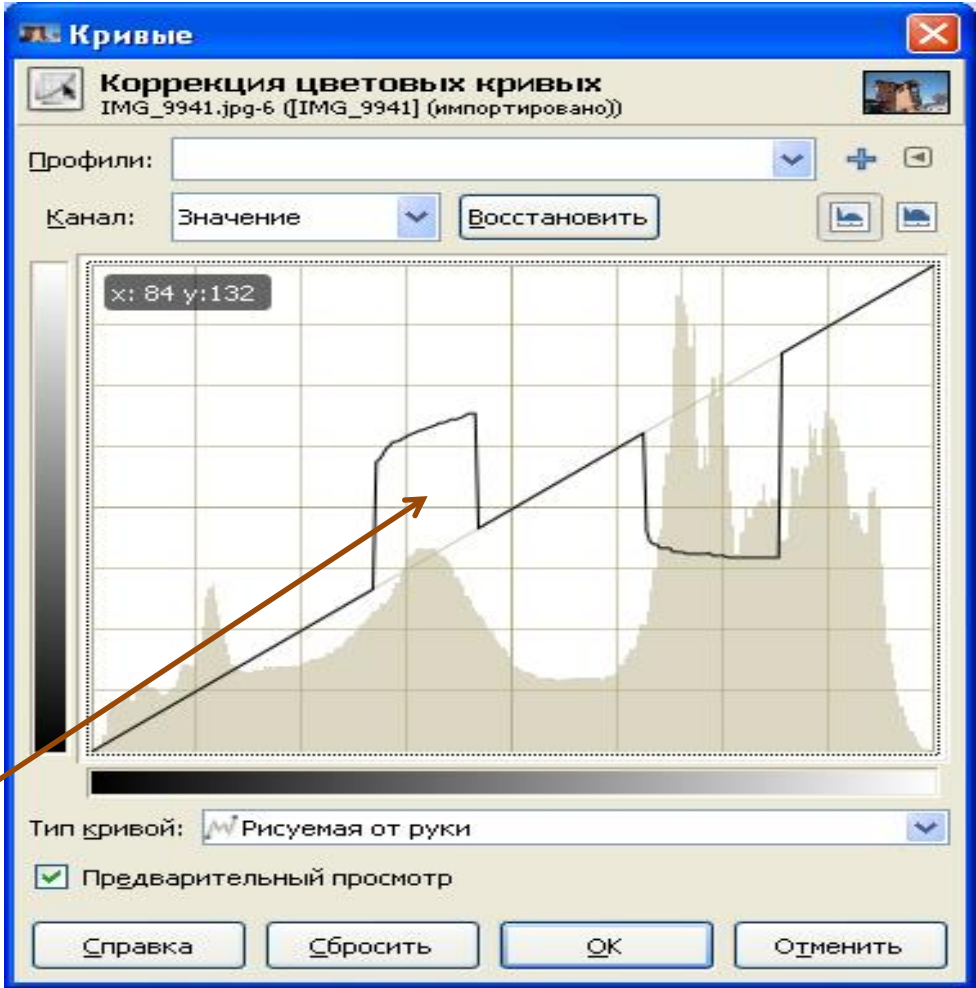 Кривые
Коррекция цветовых кривых
IMG_9941.jpg-6 ([IMG_9941] (импортировано))
Профили:
Канал: Значение Восстановить
x: 84 y:132
Тип кривой: Рисуемая от руки
Предварительный просмотр
Справка Сбросить OK Отменить